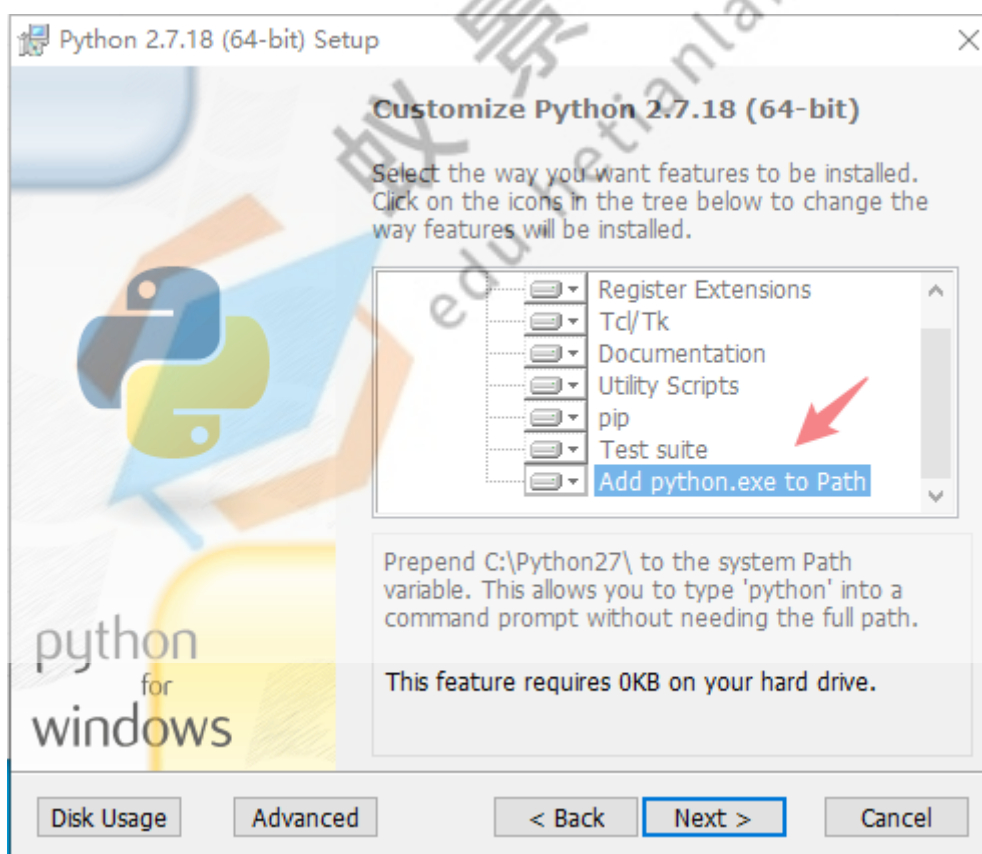 Python 2.7.18 (64-bit) Setup
Customize Python 2.7.18 (64-bit)
Select the way you want features to be installed.
Click on the icons in the tree below to change the
way features will be installed.
Register Extensions
Tcl/Tk
Documentation
Utility Scripts
pip
Test suite
Add python.exe to Path
Prepend C:\Python27\ to the system Path
variable. This allows you to type 'python' into a
command prompt without needing the full path.
This feature requires 0KB on your hard drive.
python
for
windows
Disk Usage
Advanced
< Back
Next >
Cancel
蚁景
edu.hetianla